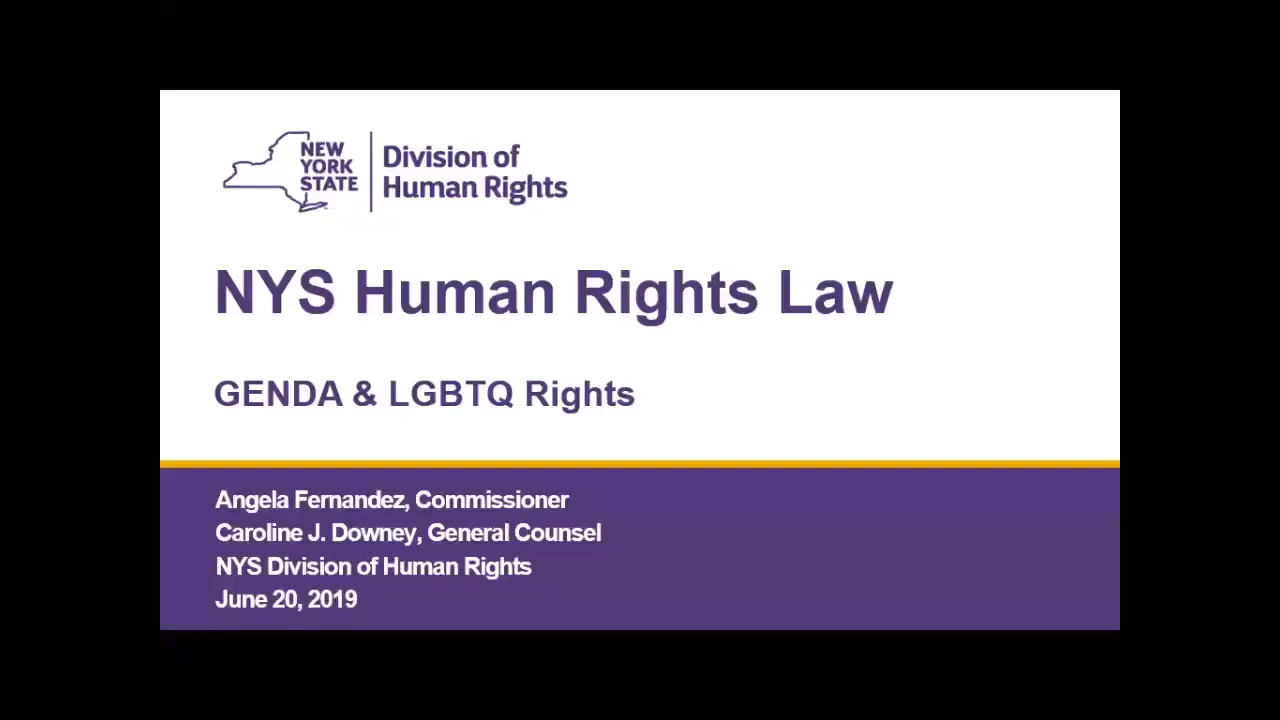 NEW
YORK
STATE
Division of
Human Rights
NYS Human Rights Law
GENDA & LGBTQ Rights
Angela Fernandez, Commissioner
Caroline J. Downey, General Counsel
NYS Division of Human Rights
June 20, 2019